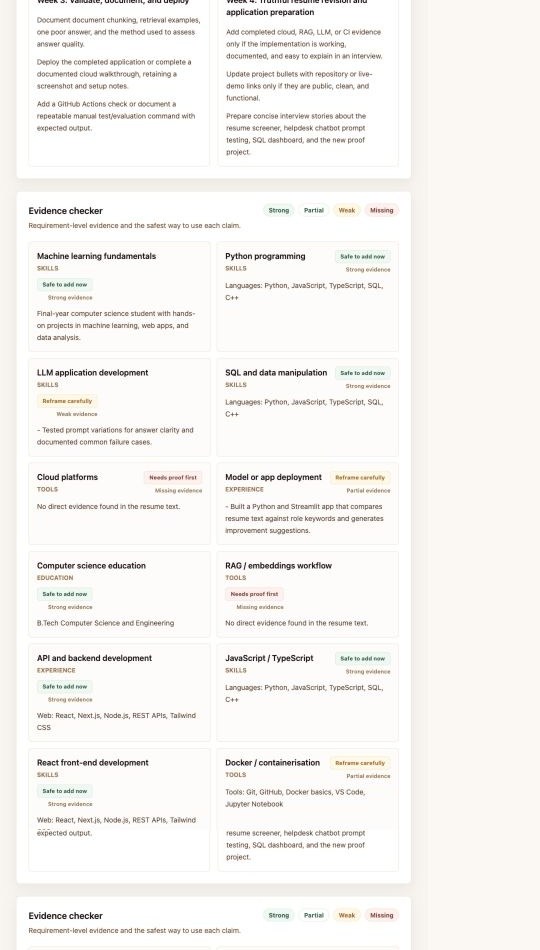 Week 3: Validate, document, and deploy
Document document chunking, retrieval examples,
one poor answer, and the method used to assess
answer quality.
Deploy the completed application or complete a
documented cloud walkthrough, retaining a
screenshot and setup notes.
Add a GitHub Actions check or document a
repeatable manual test/evaluation command with
expected output.
Week 4: Truthful resume revision and
application preparation
Add completed cloud, RAG, LLM, or CI evidence
only if the implementation is working,
documented, and easy to explain in an interview.
Update project bullets with repository or live-
demo links only if they are public, clean, and
functional.
Prepare concise interview stories about the
resume screener, helpdesk chatbot prompt
testing, SQL dashboard, and the new proof
project.
Evidence checker
Strong
Partial
Weak
Missing
Requirement-level evidence and the safest way to use each claim.
Machine learning fundamentals
SKILLS
Safe to add now
Strong evidence
Final-year computer science student with hands-
on projects in machine learning, web apps, and
data analysis.
Python programming
Safe to add now
SKILLS
Strong evidence
Languages: Python, JavaScript, TypeScript, SQL,
C++
LLM application development
SKILLS
Reframe carefully
Weak evidence
- Tested prompt variations for answer clarity and
documented common failure cases.
SQL and data manipulation
Safe to add now
SKILLS
Strong evidence
Languages: Python, JavaScript, TypeScript, SQL,
C++
Cloud platforms
Needs proof first
TOOLS
Missing evidence
No direct evidence found in the resume text.
Model or app deployment
Reframe carefully
EXPERIENCE
Partial evidence
- Built a Python and Streamlit app that compares
resume text against role keywords and generates
improvement suggestions.
Computer science education
EDUCATION
Safe to add now
Strong evidence
B.Tech Computer Science and Engineering
RAG / embeddings workflow
TOOLS
Needs proof first
Missing evidence
No direct evidence found in the resume text.
API and backend development
EXPERIENCE
Safe to add now
Strong evidence
Web: React, Next.js, Node.js, REST APIs, Tailwind
CSS
JavaScript / TypeScript
Safe to add now
SKILLS
Strong evidence
Languages: Python, JavaScript, TypeScript, SQL,
C++
React front-end development
SKILLS
Safe to add now
Strong evidence
Web: React, Next.js, Node.js, REST APIs, Tailwind
expected output.
Docker / containerisation
Reframe carefully
TOOLS
Partial evidence
Tools: Git, GitHub, Docker basics, VS Code,
Jupyter Notebook
resume screener, helpdesk chatbot prompt
testing, SQL dashboard, and the new proof
project.
Evidence checker
Strong
Partial
Weak
Missing
Requirement-level evidence and the safest way to use each claim.